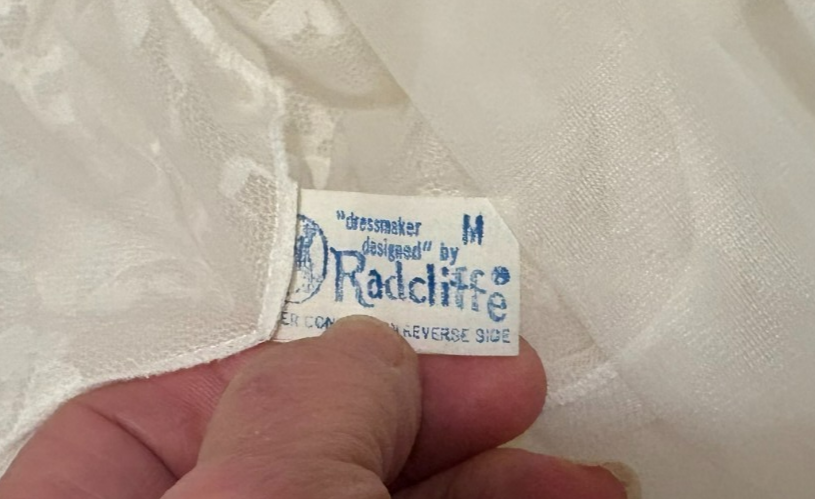 "dressmaker M
designed" by
Radcliffe
REVERSE SIDE